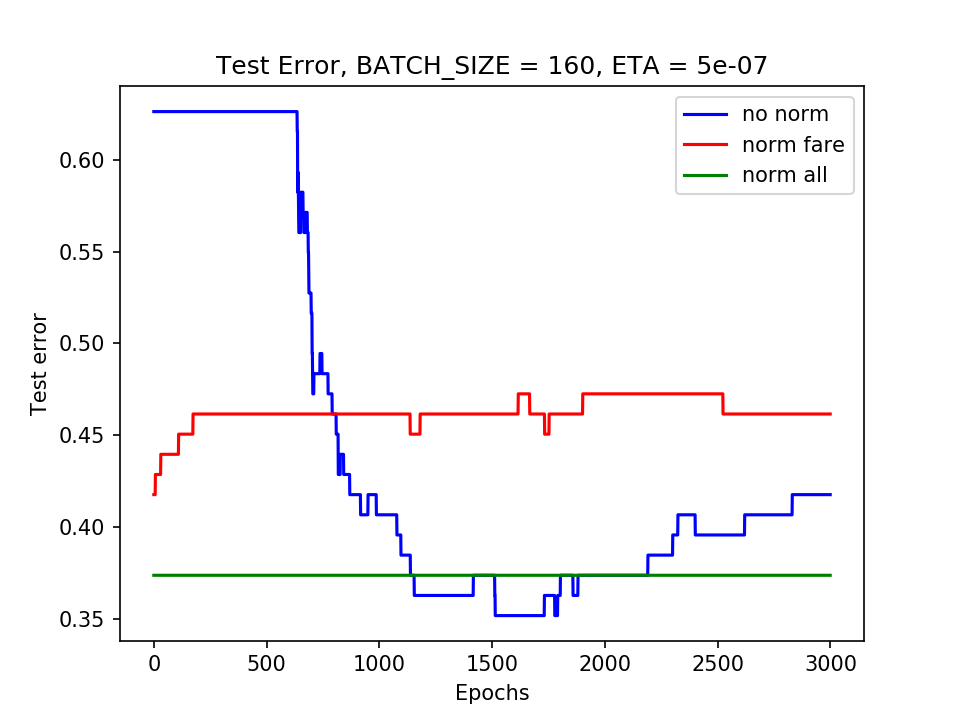 Test Error, BATCH_SIZE = 160, ETA = 5e-07
no norm
norm fare
norm all
Test error
0.60
0.55
0.50
0.45
0.40
0.35
0 500 1000 1500 2000 2500 3000
Epochs